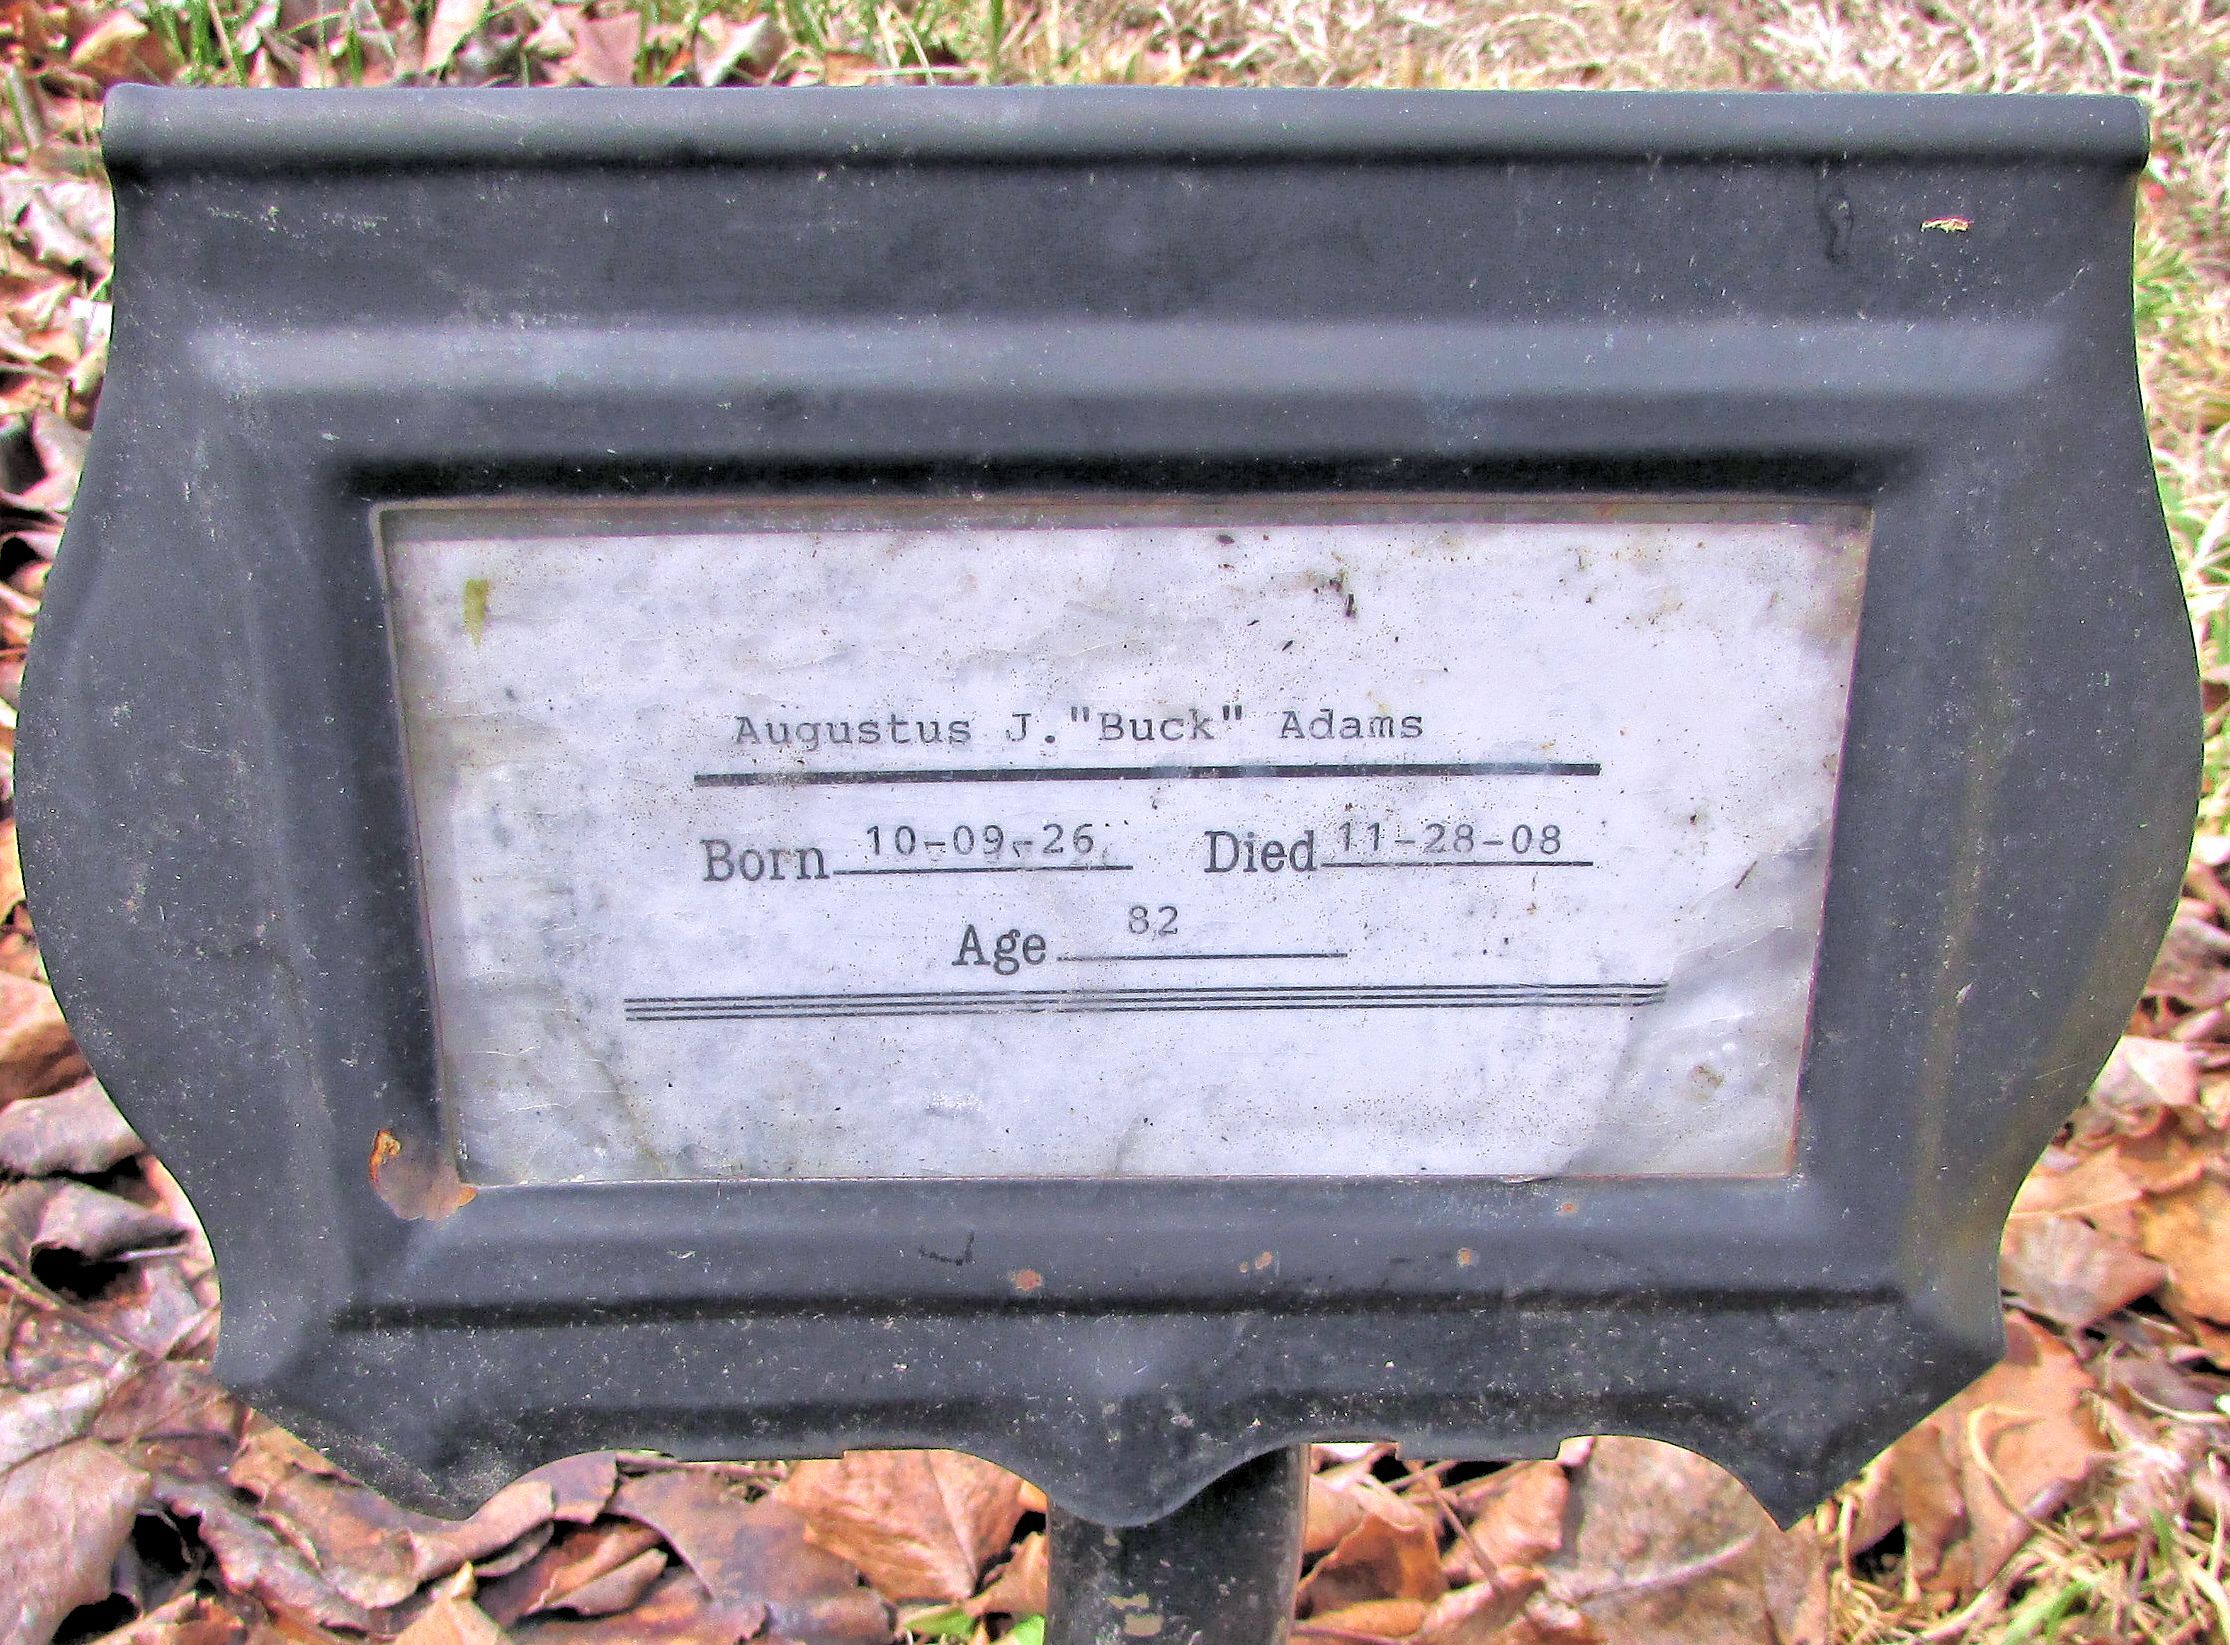 Augustus J."Buck" Adams
Born 10-09-26 Died 11-28-08
Age 82